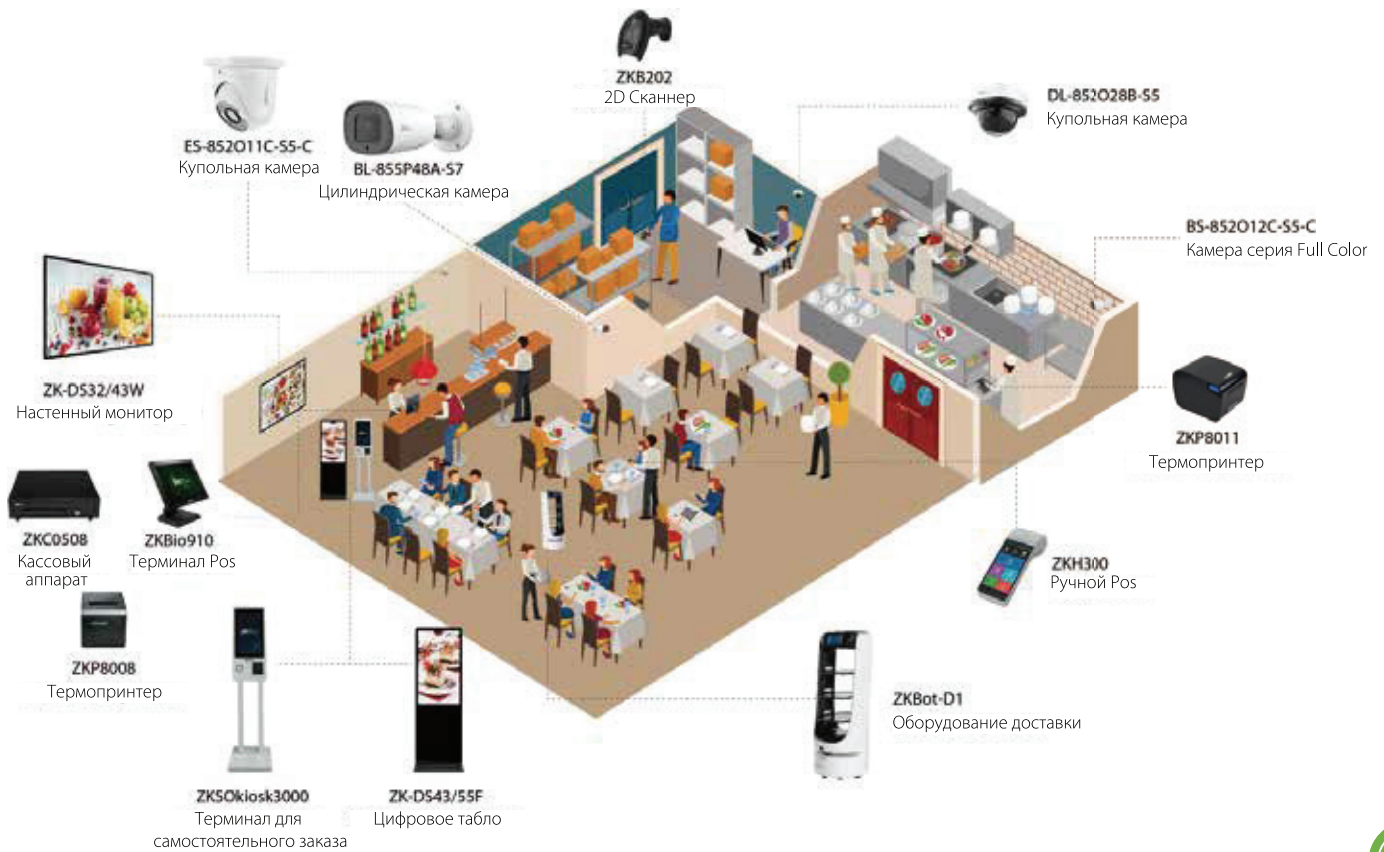 ZKB202
2D Сканнер
DL-852O28B-S5
Купольная камера
ES-852O11C-S5-C
Купольная камера
BL-855P48A-S7
Цилиндрическая камера
BS-852O12C-S5-C
Камера серия Full Color
ZK-DS32/43W
Настенный монитор
ZKP8011
Термопринтер
ZKC0508
Кассовый
аппарат
ZKBio910
Терминал Pos
ZKH300
Ручной Pos
ZKP8008
Термопринтер
ZKBot-D1
Оборудование доставки
ZKSOkiosk3000
Терминал для
самостоятельного заказа
ZK-DS43/55F
Цифровое табло